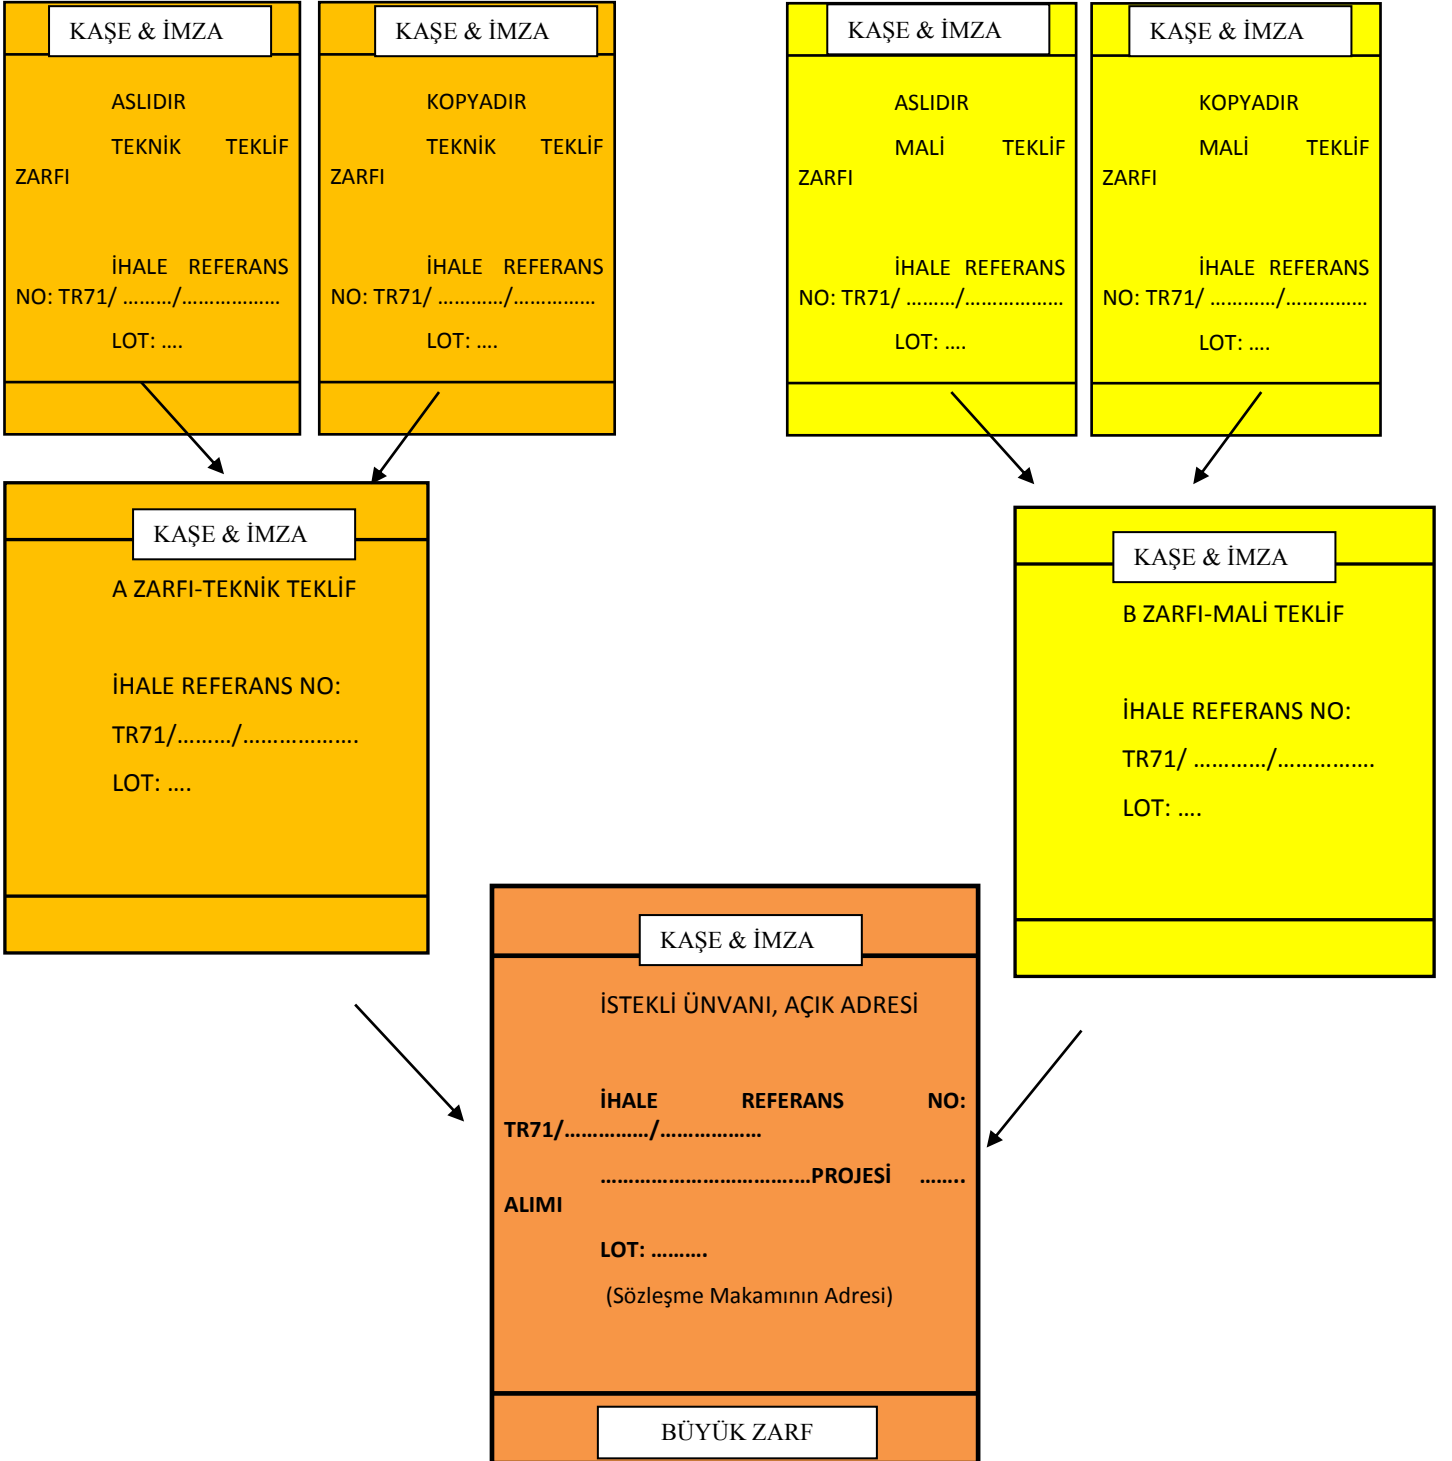 KAŞE & İMZA
ASLIDIR
TEKNİK TEKLİF
ZARFI
İHALE REFERANS
NO: TR71/ ………/………………
LOT: ….
KAŞE & İMZA
KOPYADIR
TEKNİK TEKLİF
ZARFI
İHALE REFERANS
NO: TR71/ …………/……………
LOT: ….
KAŞE & İMZA
ASLIDIR
MALİ TEKLİF
ZARFI
İHALE REFERANS
NO: TR71/ ………/………………
LOT: ….
KAŞE & İMZA
KOPYADIR
MALİ TEKLİF
ZARFI
İHALE REFERANS
NO: TR71/ …………/……………
LOT: ….
KAŞE & İMZA
A ZARFI-TEKNİK TEKLİF
İHALE REFERANS NO:
TR71/………/……………….
LOT: ….
KAŞE & İMZA
B ZARFI-MALİ TEKLİF
İHALE REFERANS NO:
TR71/ …………/…………….
LOT: ….
KAŞE & İMZA
İSTEKLİ ÜNVANI, AÇIK ADRESİ
İHALE REFERANS NO:
TR71/……………/………………
……………………………….…PROJESİ ……..
ALIMI
LOT: ……….
(Sözleşme Makamının Adresi)
BÜYÜK ZARF